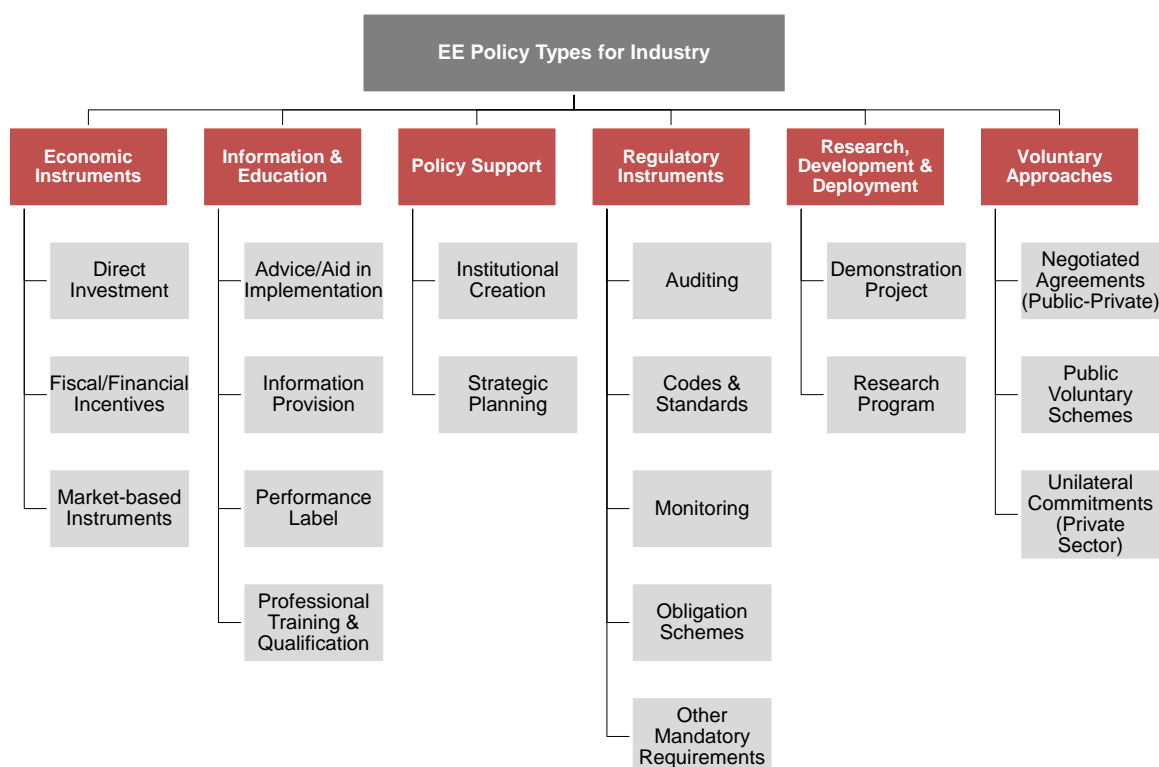 EE Policy Types for Industry
Economic
Instruments
Direct
Investment
Fiscal/Financial
Incentives
Market-based
Instruments
Information &
Education
Advice/Aid in
Implementation
Information
Provision
Performance
Label
Professional
Training &
Qualification
Policy Support
Institutional
Creation
Strategic
Planning
Regulatory
Instruments
Auditing
Codes &
Standards
Monitoring
Obligation
Schemes
Other
Mandatory
Requirements
Research,
Development &
Deployment
Demonstration
Project
Research
Program
Voluntary
Approaches
Negotiated
Agreements
(Public-Private)
Public
Voluntary
Schemes
Unilateral
Commitments
(Private
Sector)